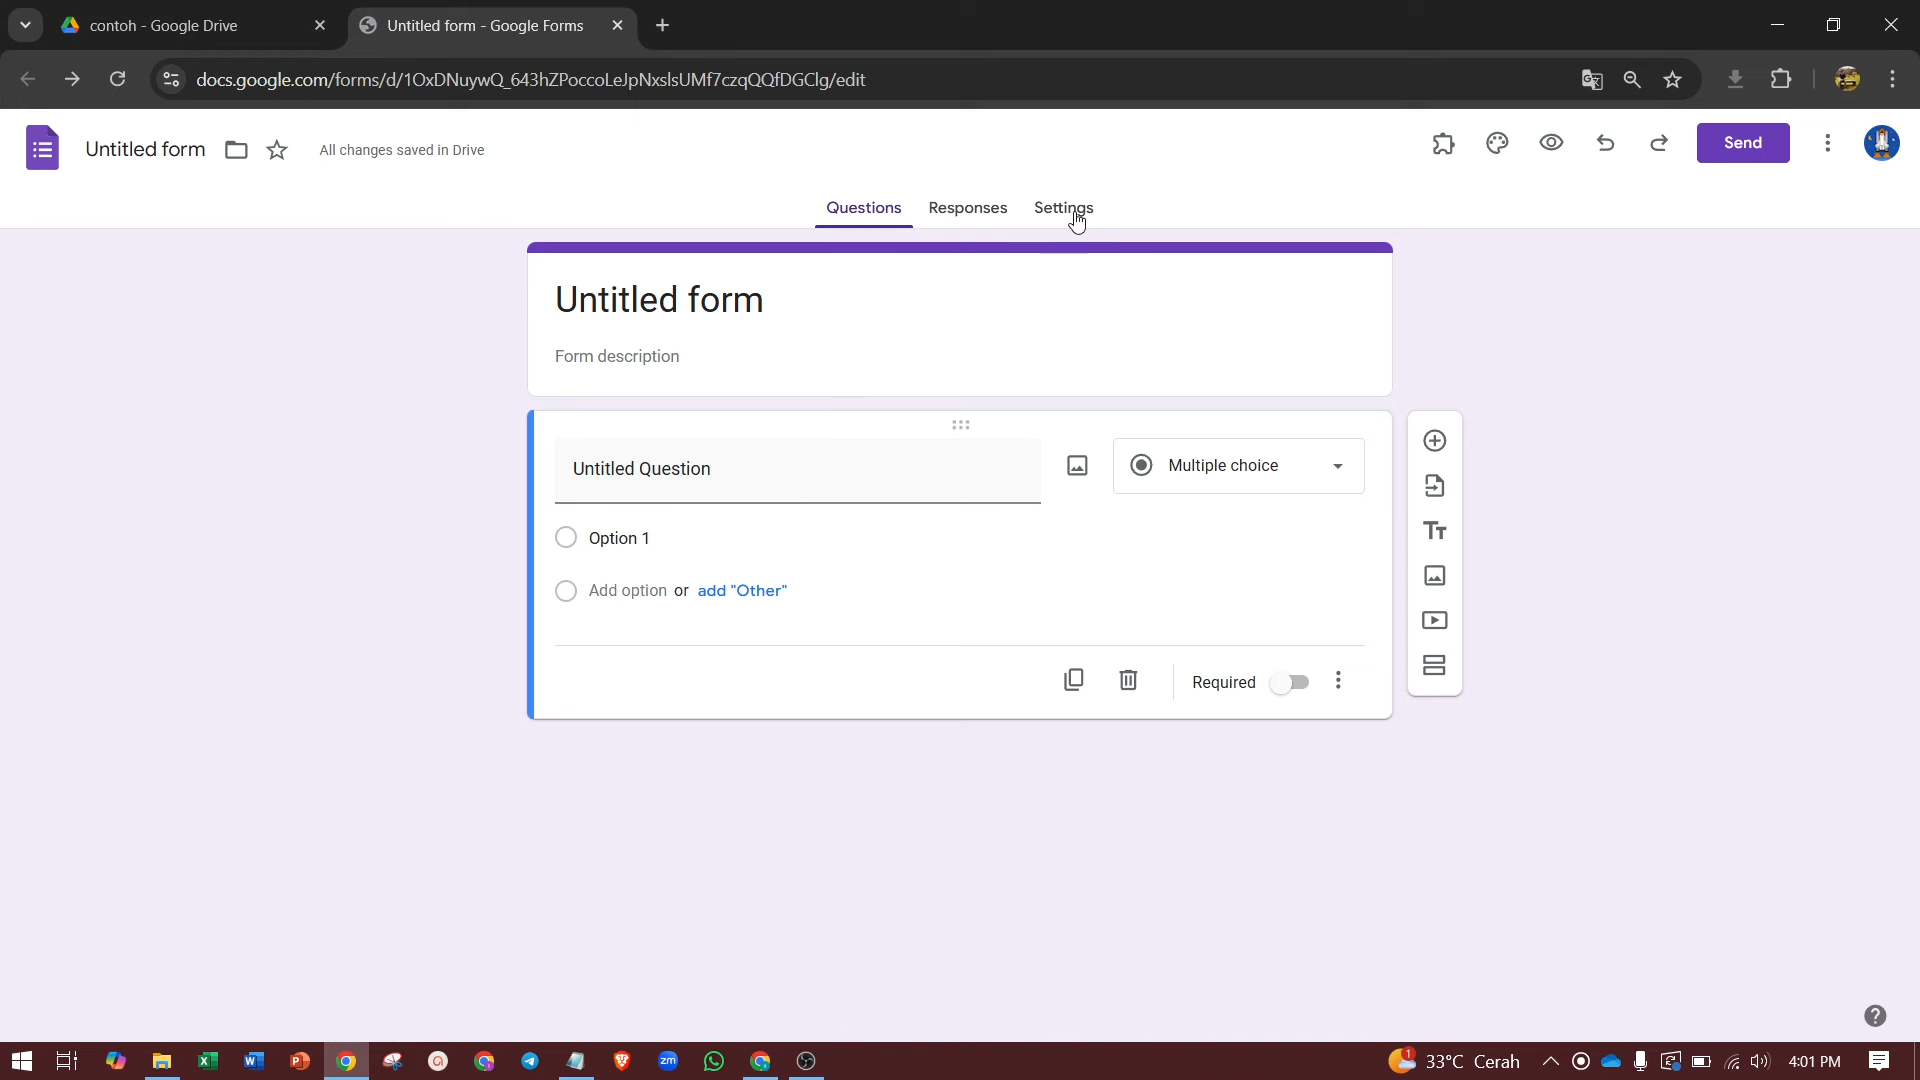 contoh - Google Drive
Untitled form - Google Forms
docs.google.com/forms/d/1OxDNuywQ_643hZPoccoLeJpNxslsUMf7czqQQfDGClg/edit
Untitled form
All changes saved in Drive
Send
Questions
Responses
Settings
Untitled form
Form description
Untitled Question
Multiple choice
Option 1
Add option or add "Other"
Required
33°C Cerah
4:01 PM